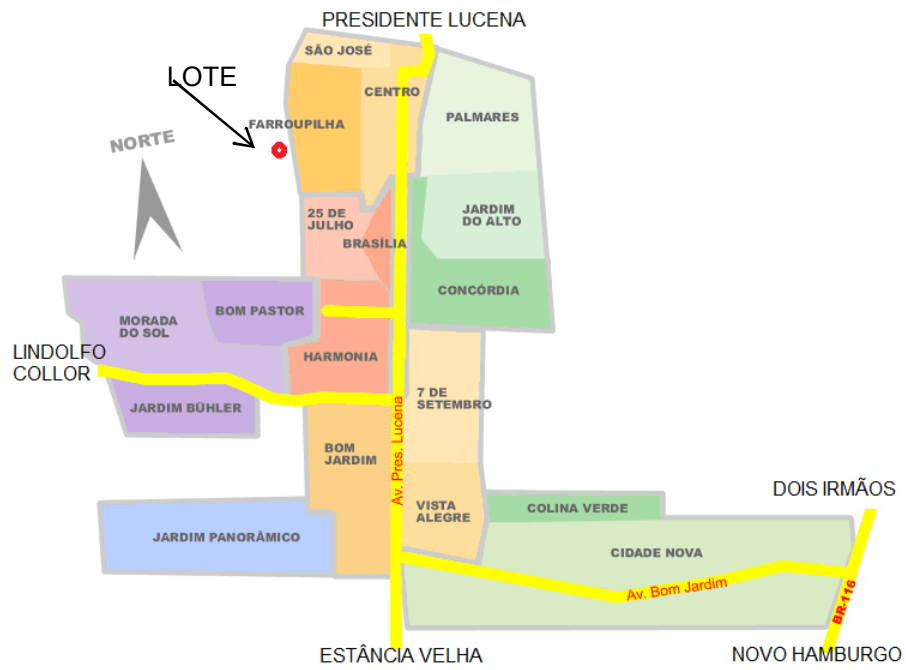 PRESIDENTE LUCENA
SÃO JOSÉ
LOTE
CENTRO
FARROUPILHA
PALMARES
NORTE
25 DE
JULHO
JARDIM
DO ALTO
BRASÍLIA
CONCÓRDIA
BOM PASTOR
MORADA
DO SOL
LINDOLFO
COLLOR
HARMONIA
JARDIM BÜHLER
7 DE
SETEMBRO
Av. Pres. Lucena
BOM
JARDIM
VISTA
ALEGRE
COLINA VERDE
DOIS IRMÃOS
JARDIM PANORÂMICO
CIDADE NOVA
Av. Bom Jardim
BR-116
ESTÂNCIA VELHA
NOVO HAMBURGO